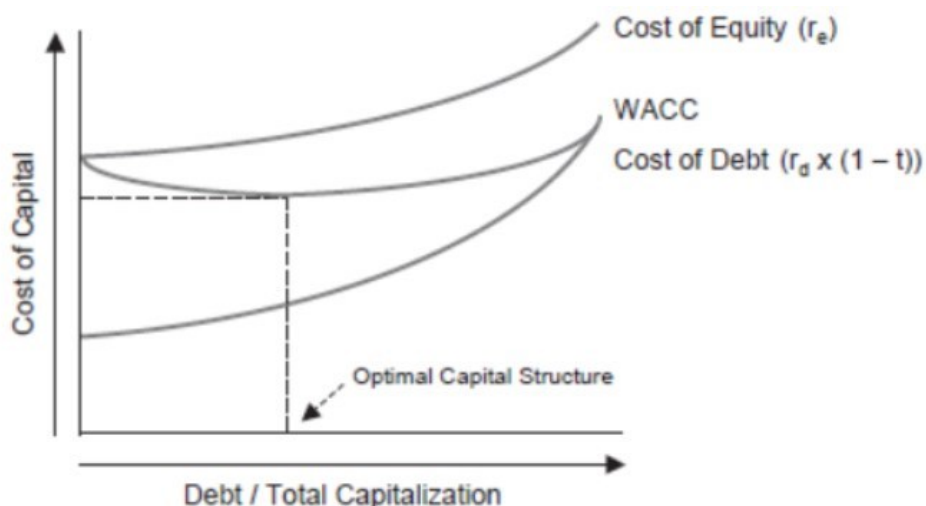 Cost of Equity (rₑ)
WACC
Cost of Debt (r_d x (1 – t))
Cost of Capital
Optimal Capital Structure
Debt / Total Capitalization